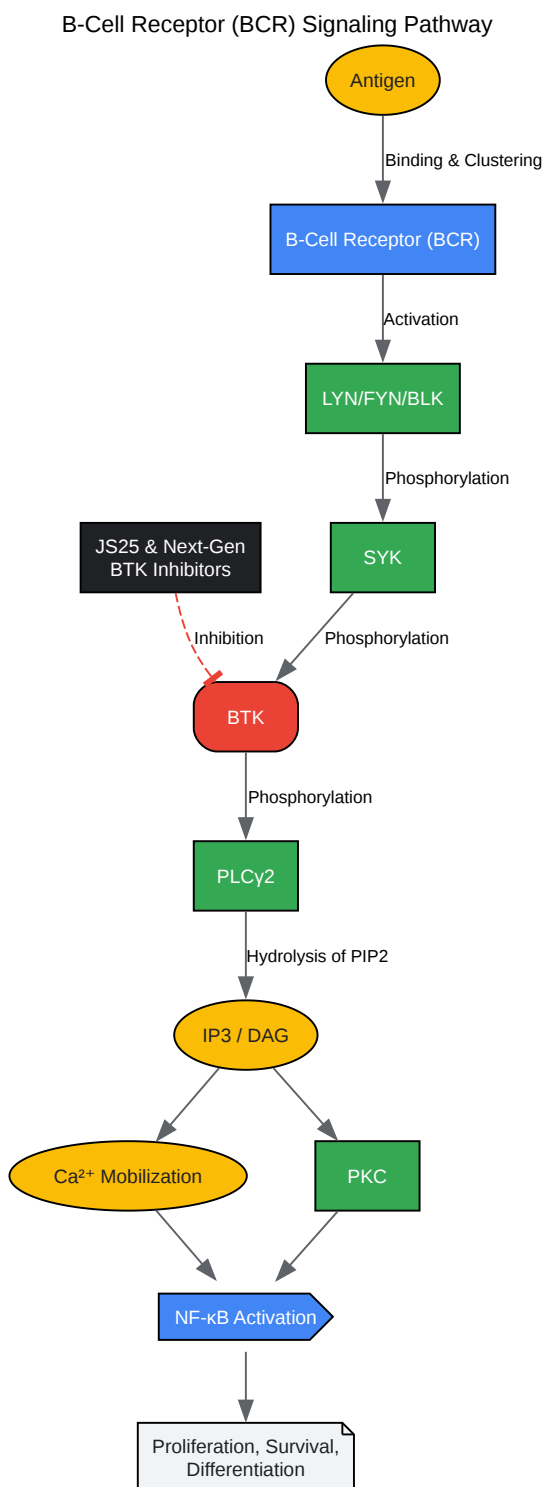 B-Cell Receptor (BCR) Signaling Pathway
Antigen
Binding & Clustering
B-Cell Receptor (BCR)
Activation
LYN/FYN/BLK
Phosphorylation
JS25 & Next-Gen
BTK Inhibitors
SYK
Inhibition
Phosphorylation
BTK
Phosphorylation
PLCγ2
Hydrolysis of PIP2
IP3 / DAG
Ca²⁺ Mobilization
PKC
NF-κB Activation
Proliferation, Survival,
Differentiation